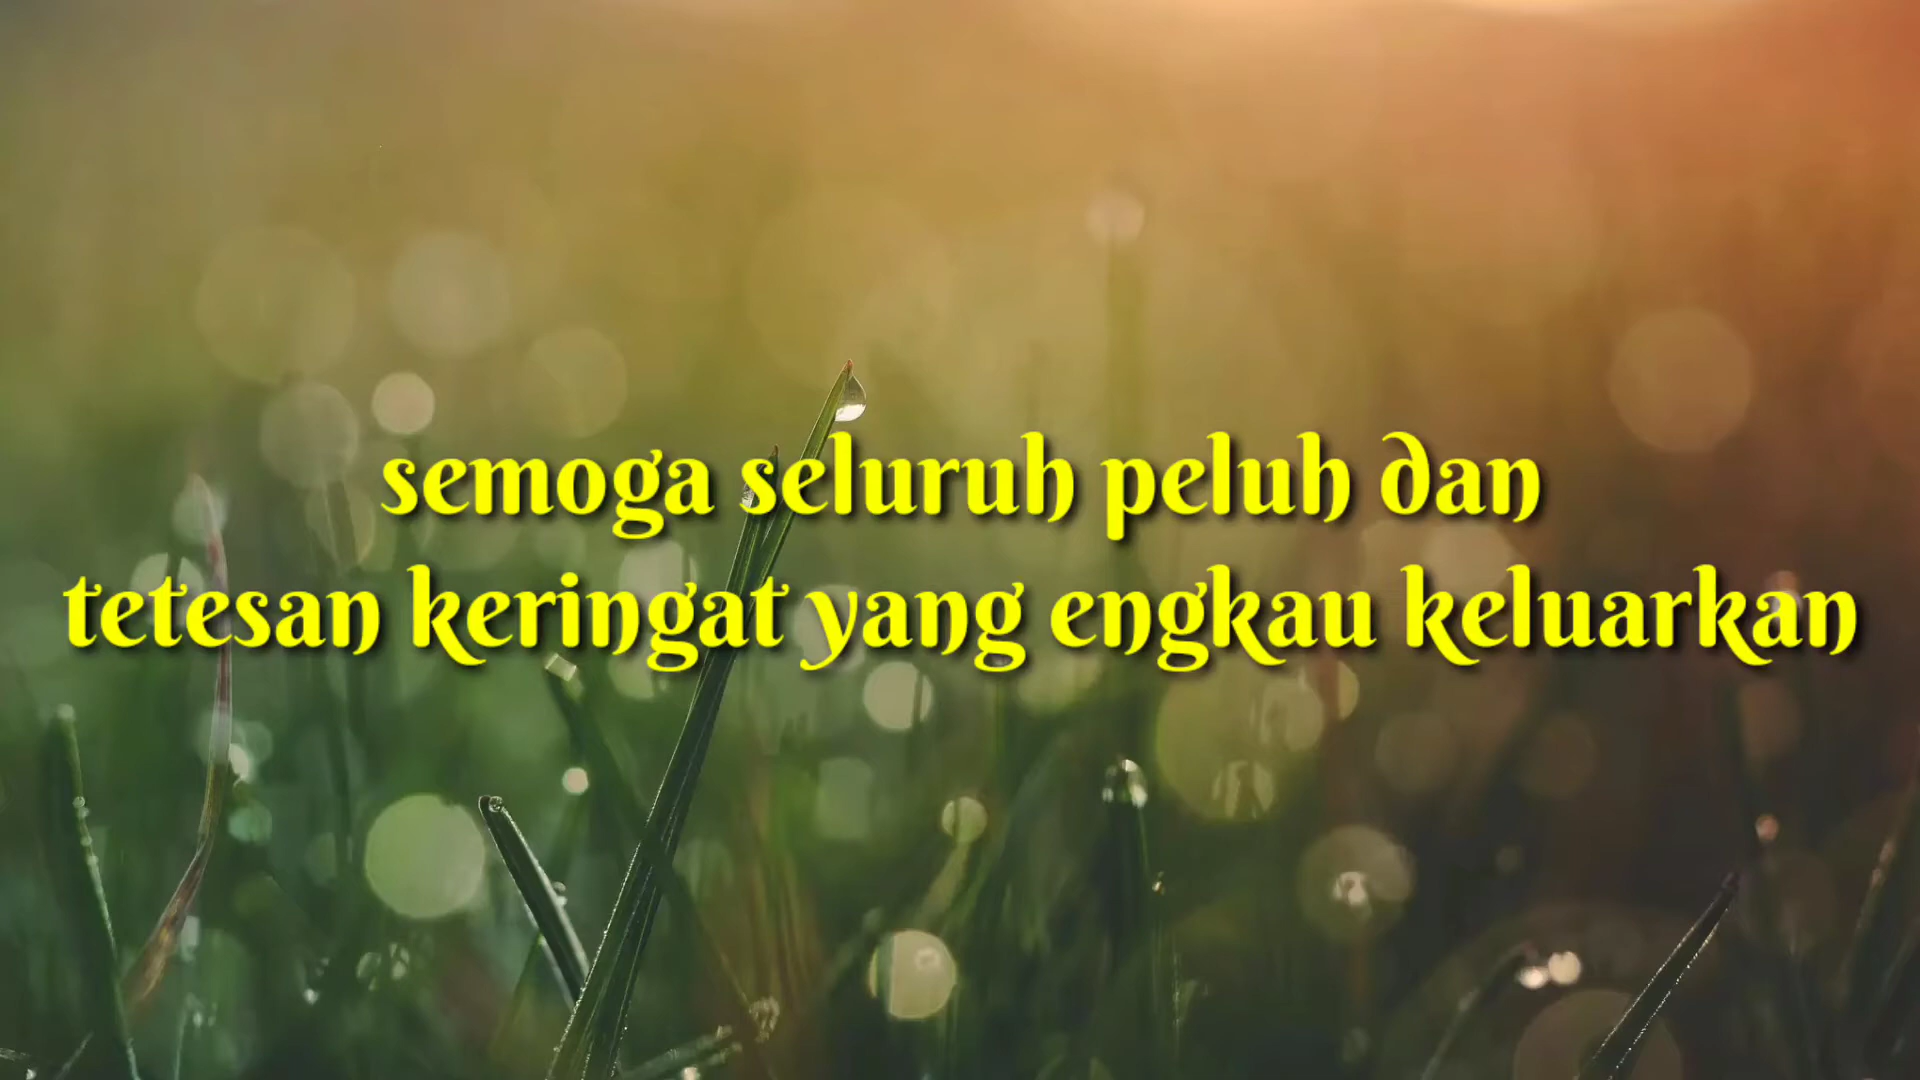 semoga seluruh peluh dan
tetesan keringat yang engkau keluarkan